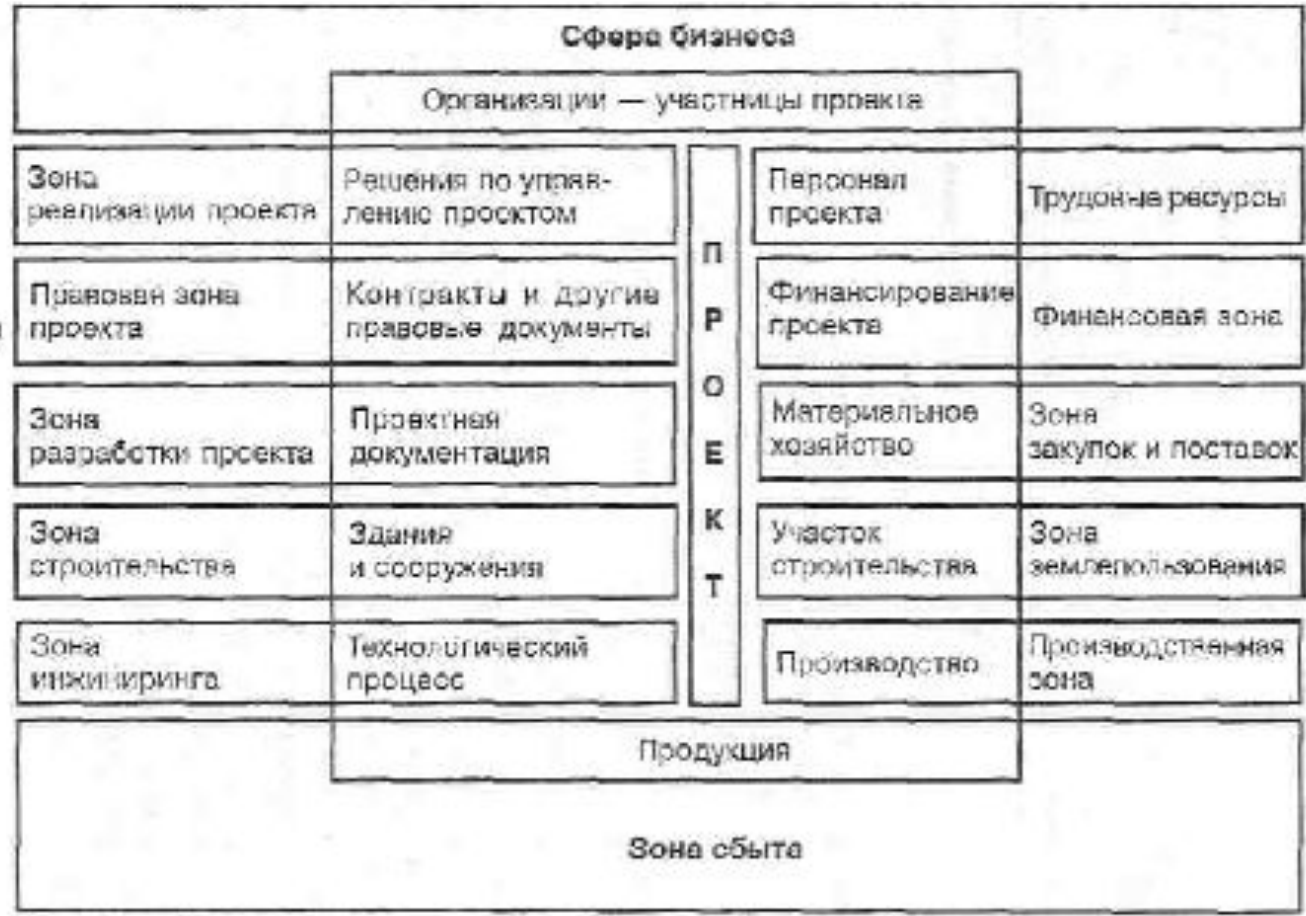 Сфера бизнеса
Организации — участницы проекта
Зона
реализации проекта
Решения по управ-
лению проектом
Персонал
проекта
Трудовые ресурсы
Правовая зона
проекта
Контракты и другие
правовые документы
Финансирование
проекта
Финансовая зона
Зона
разработки проекта
Проектная
документация
Материальное
хозяйство
Зона
закупок и поставок
Зона
строительства
Здания
и сооружения
Участок
строительства
Зона
землепользования
Зона
инжиниринга
Технологический
процесс
Производство
Производственная
зона
П
Р
О
Е
К
Т
Продукция
Зона сбыта